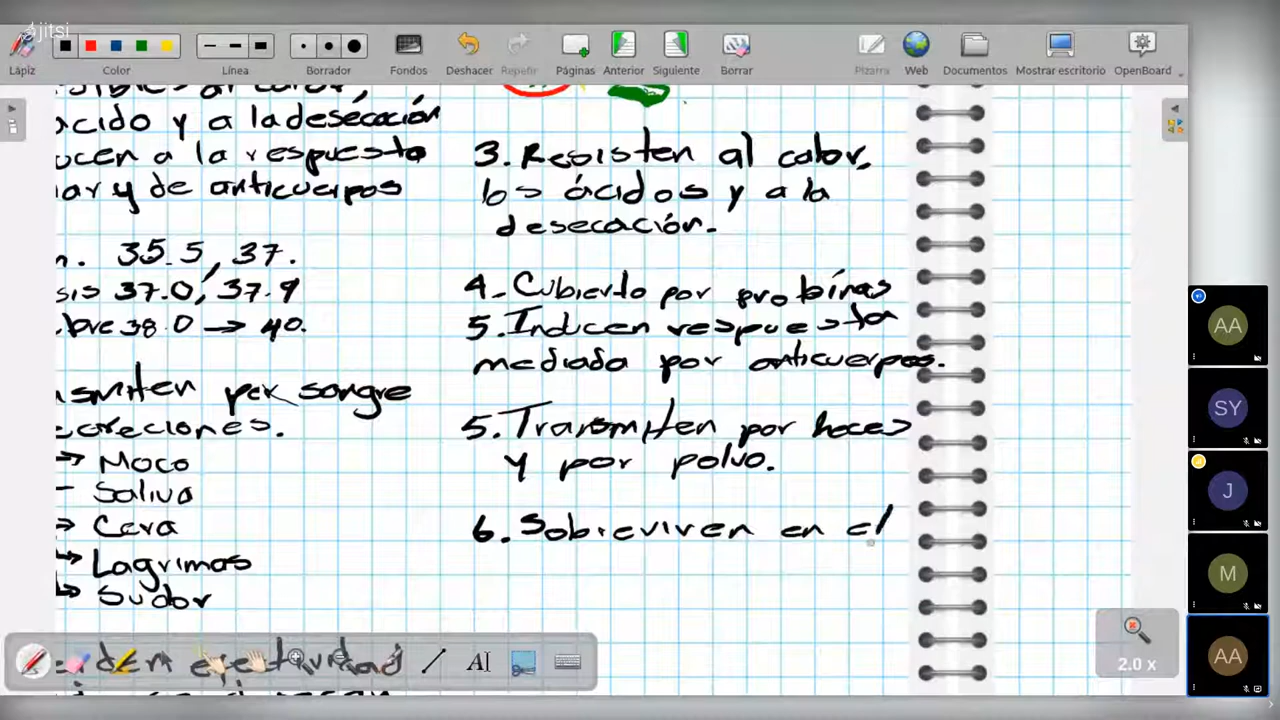 jitsi
Lápiz Color Línea Borrador Fondos Deshacer Repetir Páginas Anterior Siguiente Borrar Pizarra Web Documentos Mostrar escritorio OpenBoard
ácido y a la desecación
ucen a la respuesta
ar y de anticuerpos
n. 35.5, 37.
sis 37.0, 37.9
bre 38.0 → 40.
smiten por sangre
creciones.
→ Moco
- Saliva
→ Cera
↳ Lagrimas
↳ Sudor
3. Resisten al calor,
los ácidos y a la
desecación.
4. Cubierto por proteínas
5. Inducen respuesta
mediada por anticuerpos.
5. Transmiten por heces
y por polvo.
6. Sobreviven en el
2.0 x
AA
SY
J
M
AA